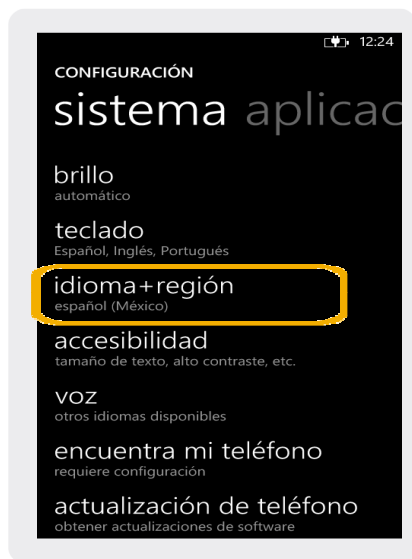 12:24
CONFIGURACIÓN
sistema aplicac
brillo
automático
teclado
Español, Inglés, Portugués
idioma+región
español (México)
accesibilidad
tamaño de texto, alto contraste, etc.
voz
otros idiomas disponibles
encuentra mi teléfono
requiere configuración
actualización de teléfono
obtener actualizaciones de software